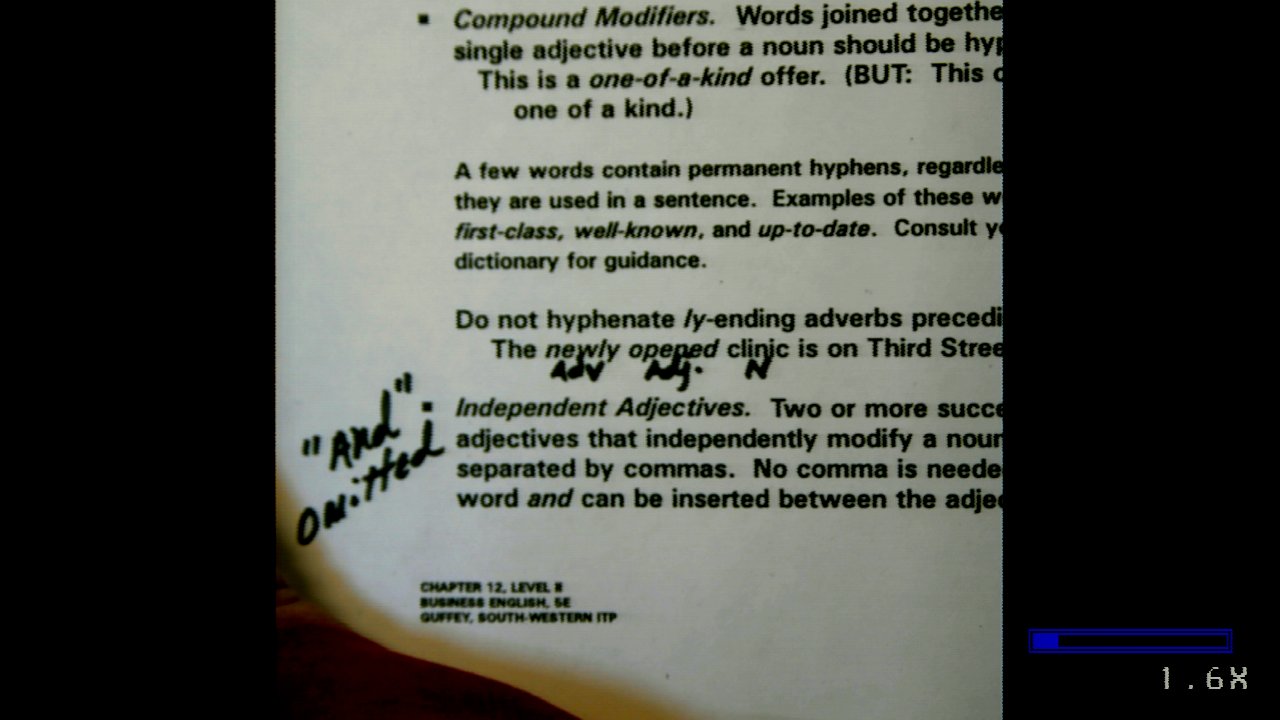 ▪ Compound Modifiers. Words joined togethe
single adjective before a noun should be hyp
This is a one-of-a-kind offer. (BUT: This o
one of a kind.)
A few words contain permanent hyphens, regardle
they are used in a sentence. Examples of these w
first-class, well-known, and up-to-date. Consult yo
dictionary for guidance.
Do not hyphenate ly-ending adverbs precedi
The newly opened clinic is on Third Stree
Adv Adj. N
"And"
omitted
▪ Independent Adjectives. Two or more succe
adjectives that independently modify a noun
separated by commas. No comma is neede
word and can be inserted between the adjec
CHAPTER 12, LEVEL II
BUSINESS ENGLISH, 5E
GUFFEY, SOUTH-WESTERN ITP
1.6X